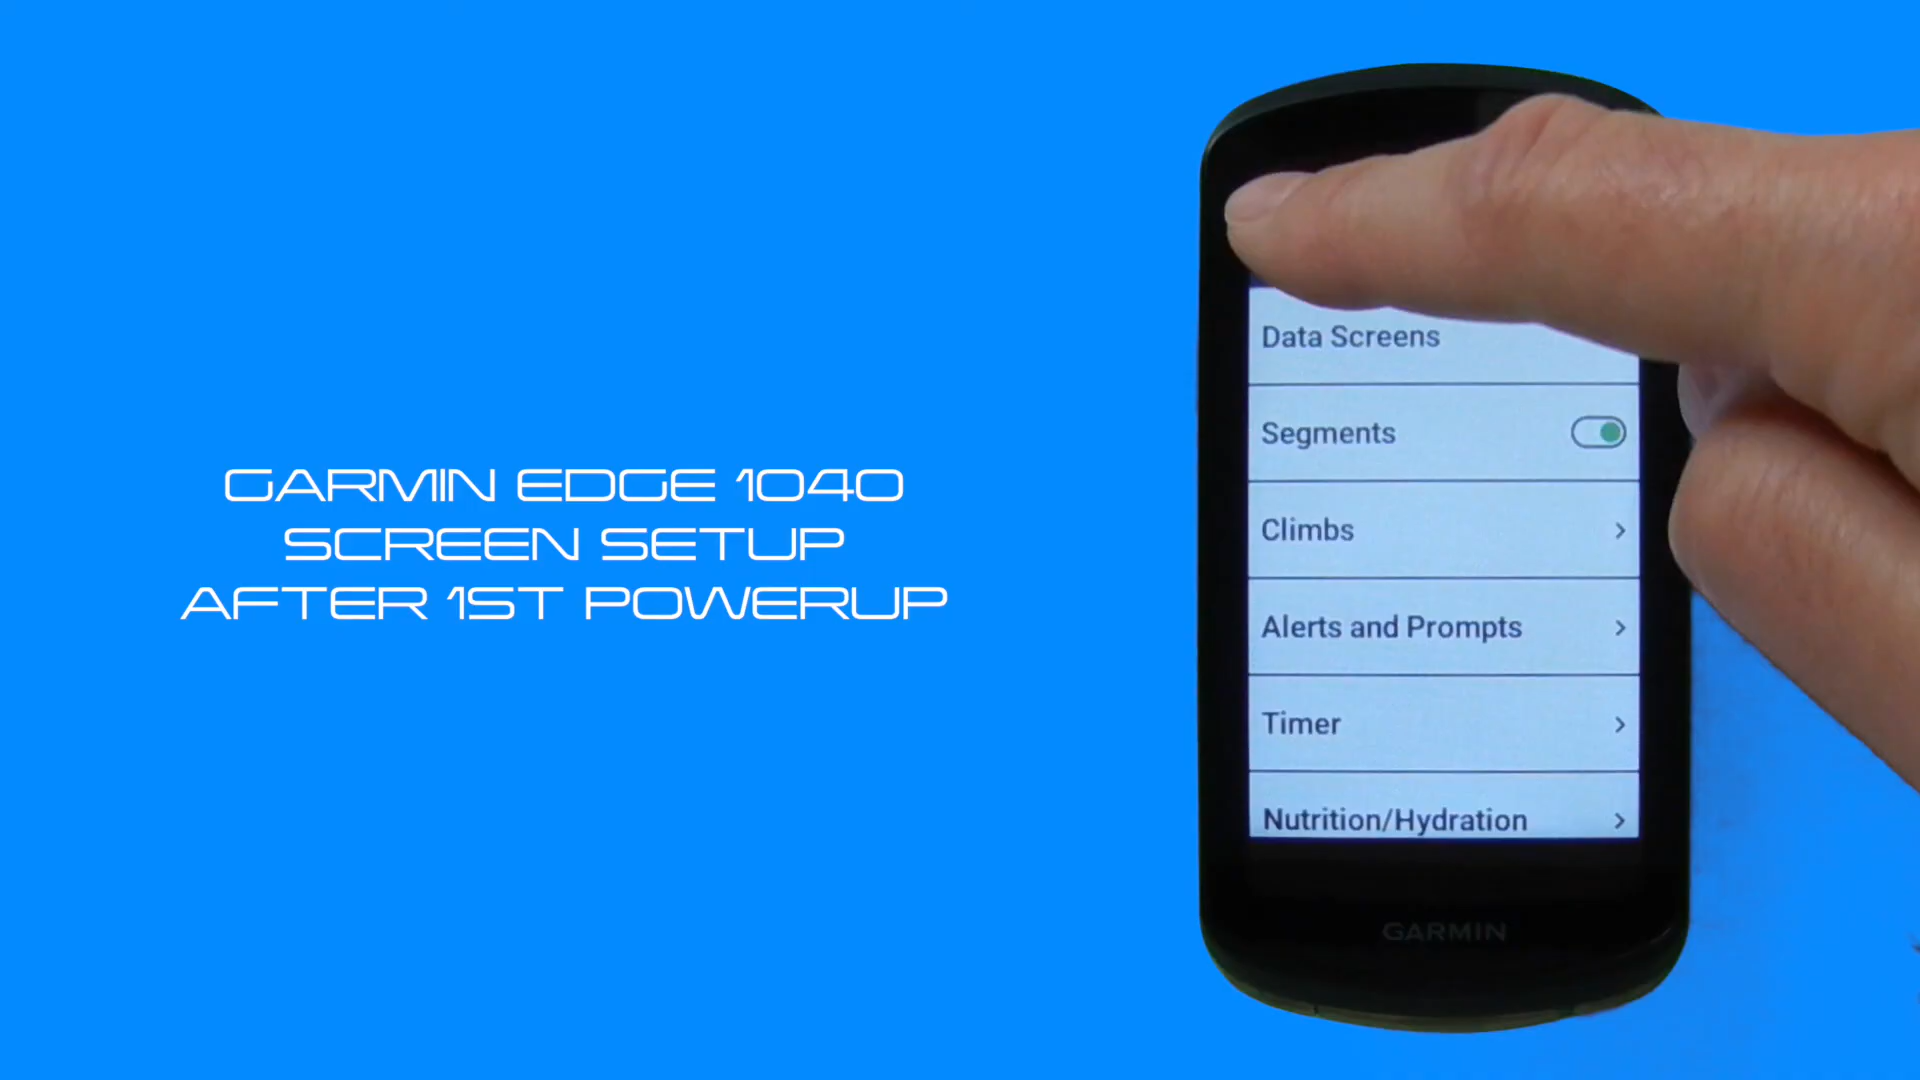 GARMIN EDGE 1040
SCREEN SETUP
AFTER 1ST POWERUP
Data Screens
Segments
Climbs
Alerts and Prompts
Timer
Nutrition/Hydration
GARMIN